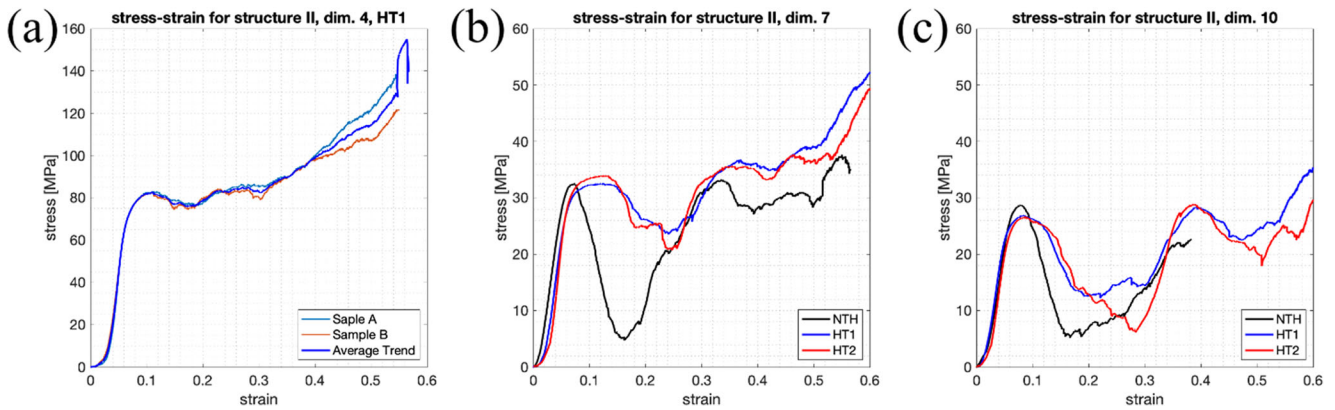 (a)
stress-strain for structure II, dim. 4, HT1
160
140
120
100
80
60
40
20
0
stress [MPa]
0 0.1 0.2 0.3 0.4 0.5 0.6
strain
Saple A
Sample B
Average Trend
(b)
stress-strain for structure II, dim. 7
60
50
40
30
20
10
0
stress [MPa]
0 0.1 0.2 0.3 0.4 0.5 0.6
strain
NTH
HT1
HT2
(c)
stress-strain for structure II, dim. 10
60
50
40
30
20
10
0
stress [MPa]
0 0.1 0.2 0.3 0.4 0.5 0.6
strain
NTH
HT1
HT2